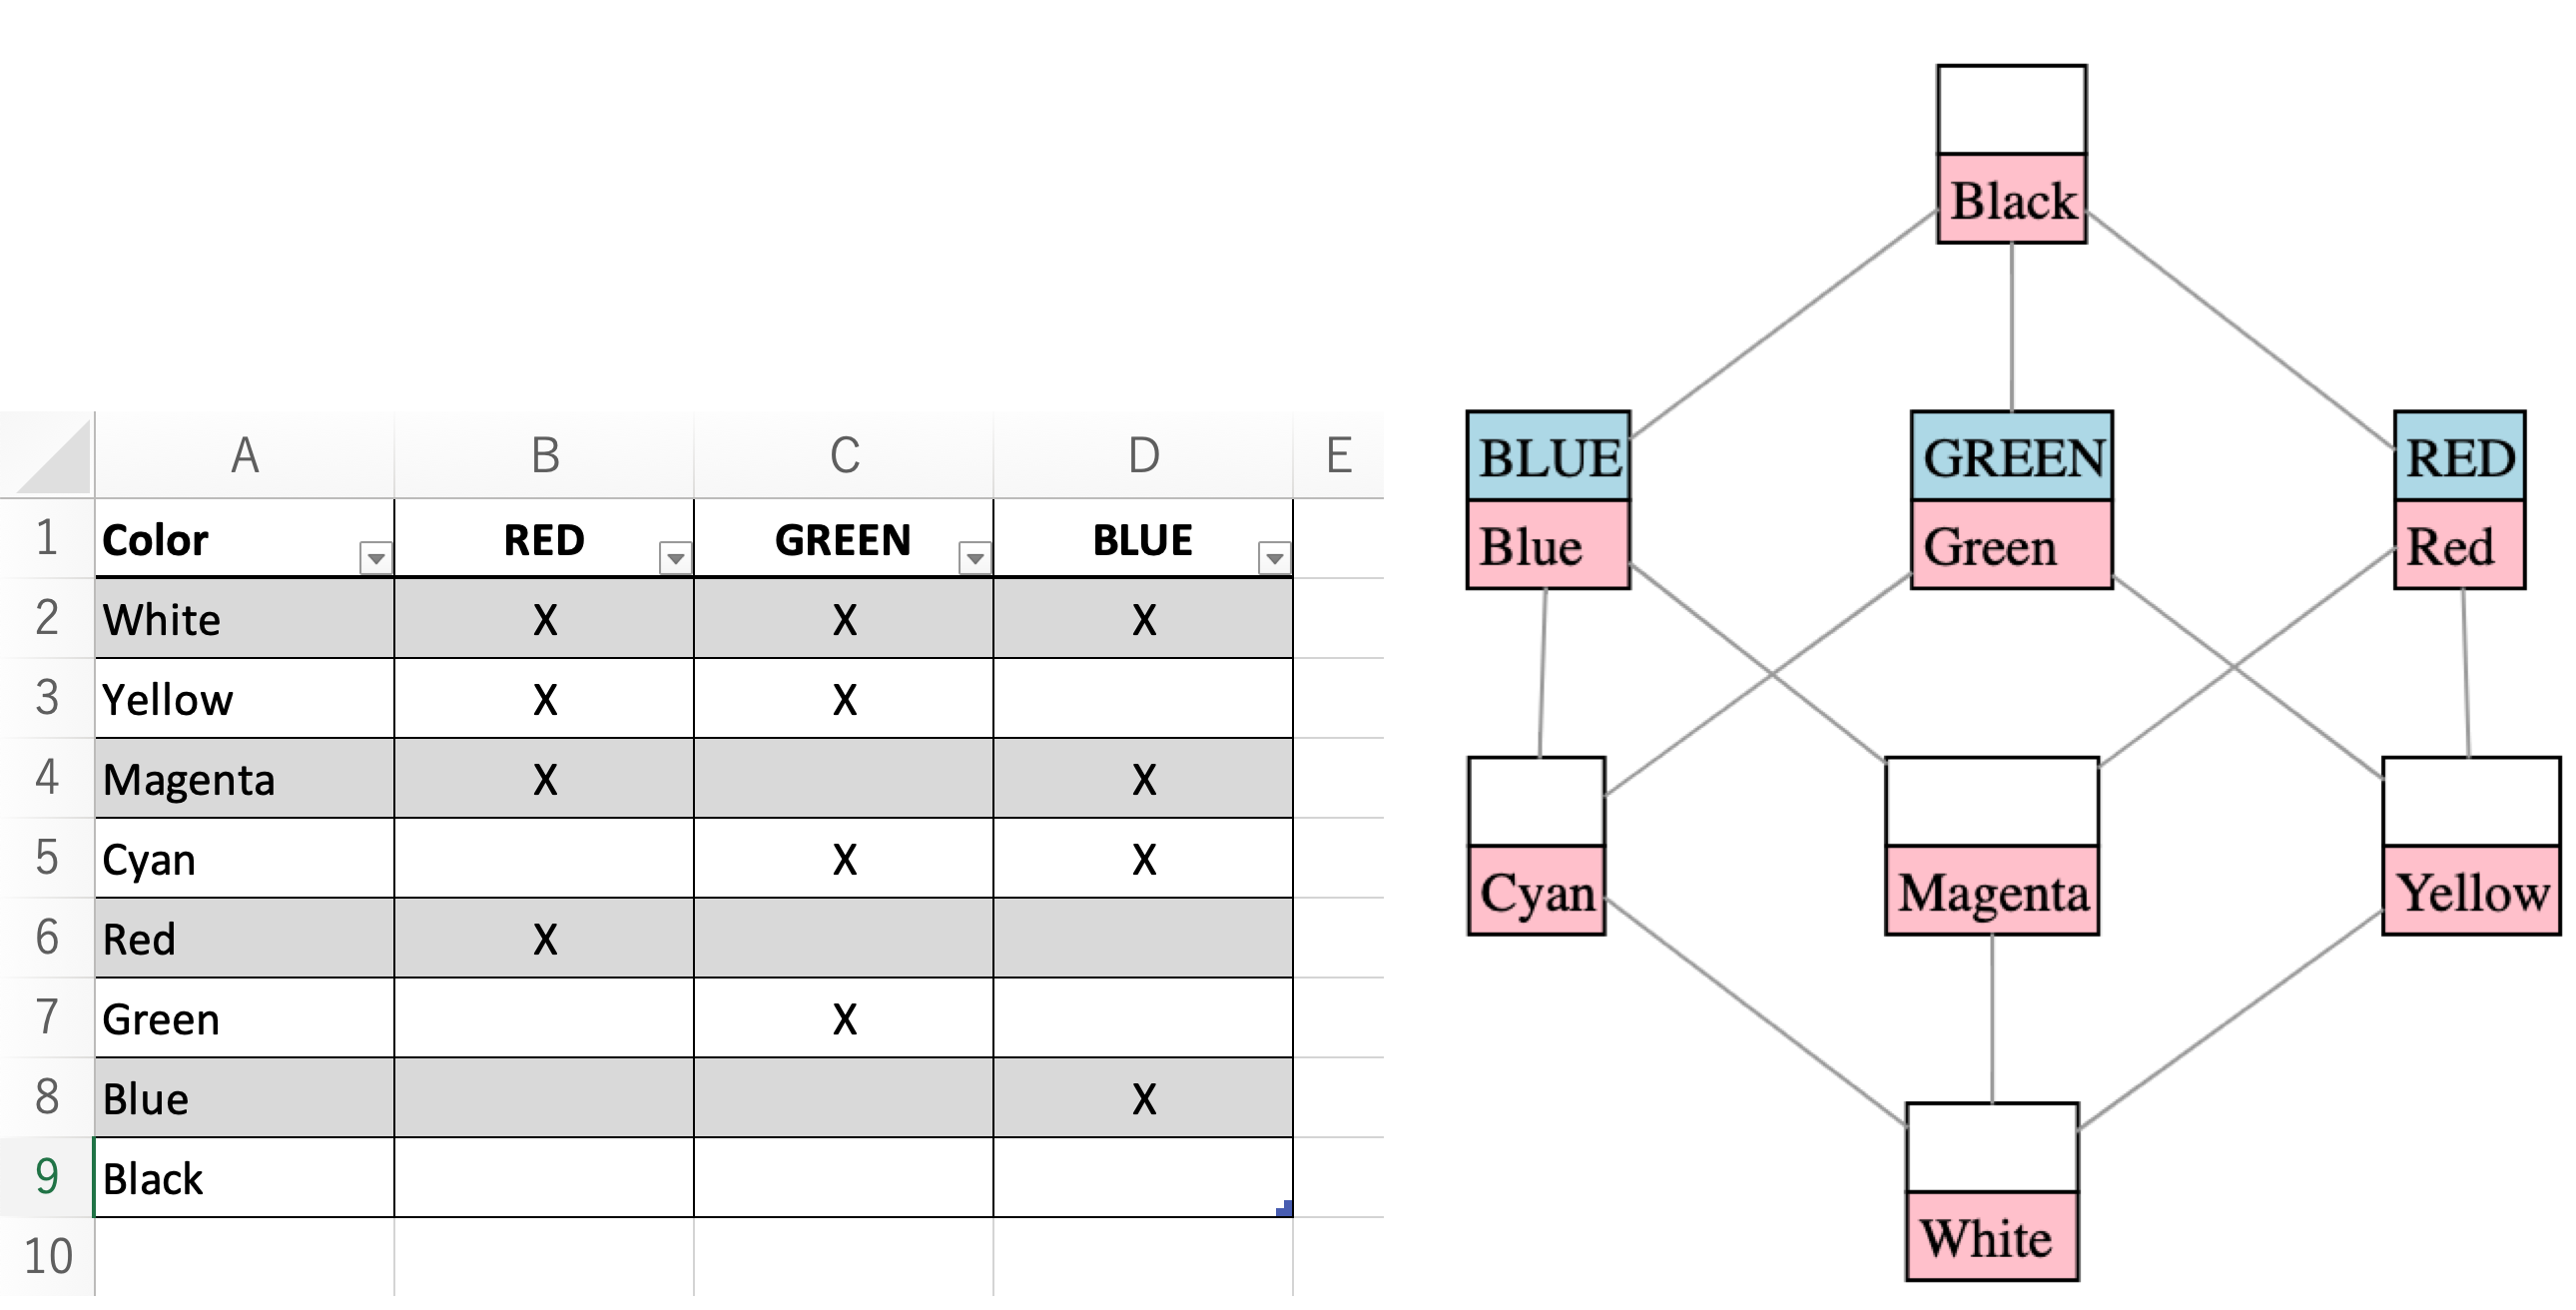 A B C D E
1 Color RED GREEN BLUE
2 White X X X
3 Yellow X X
4 Magenta X X
5 Cyan X X
6 Red X
7 Green X
8 Blue X
9 Black
10
Black
BLUE GREEN RED
Blue Green Red
Cyan Magenta Yellow
White